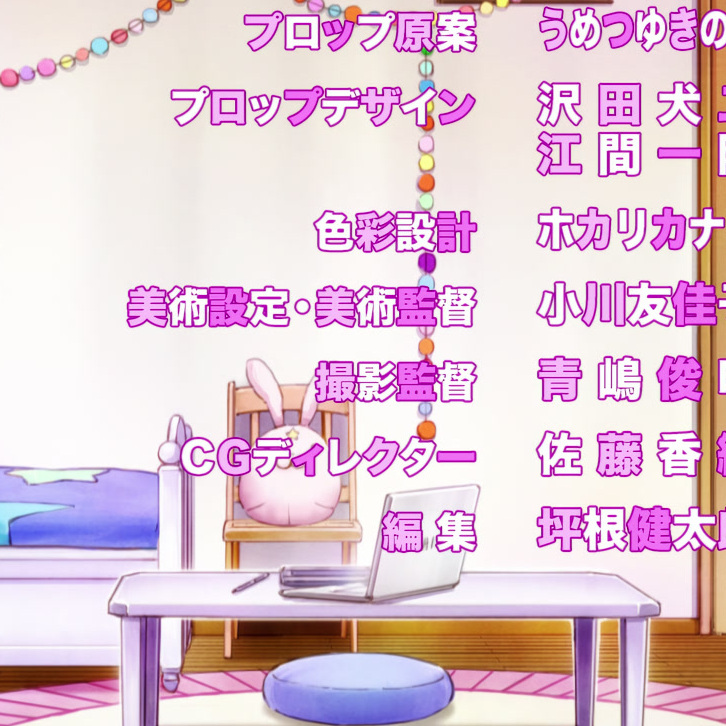 プロップ原案 うめつゆきの
プロップデザイン 沢田犬
江間一
色彩設計 ホカリカナ
美術設定・美術監督 小川友佳
撮影監督 青嶋俊
CGディレクター 佐藤香
編集 坪根健太